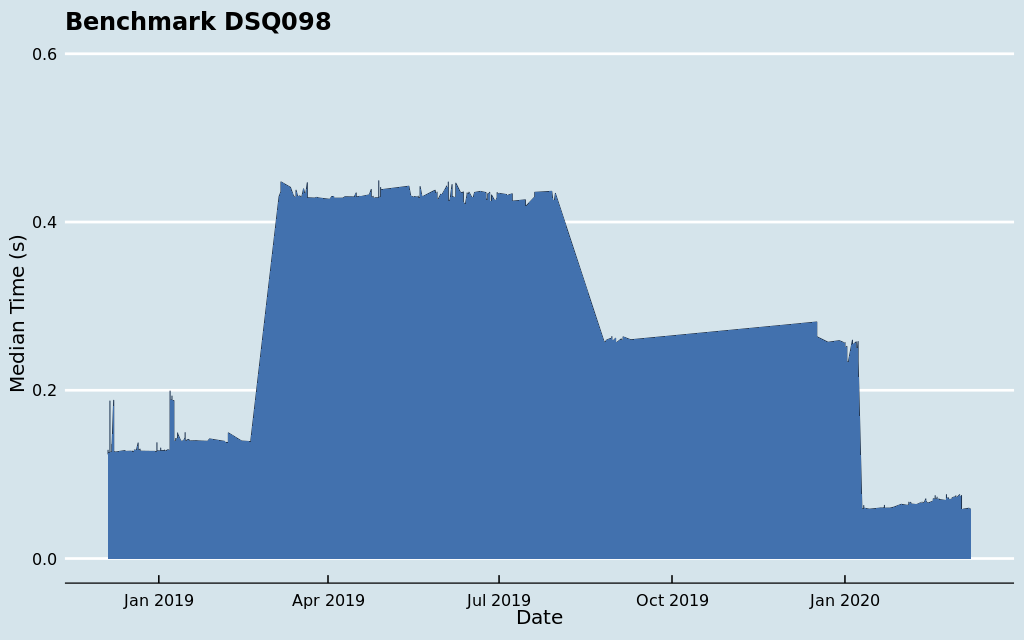 Benchmark DSQ098
0.6
0.4
0.2
0.0
Median Time (s)
Jan 2019
Apr 2019
Jul 2019
Oct 2019
Jan 2020
Date